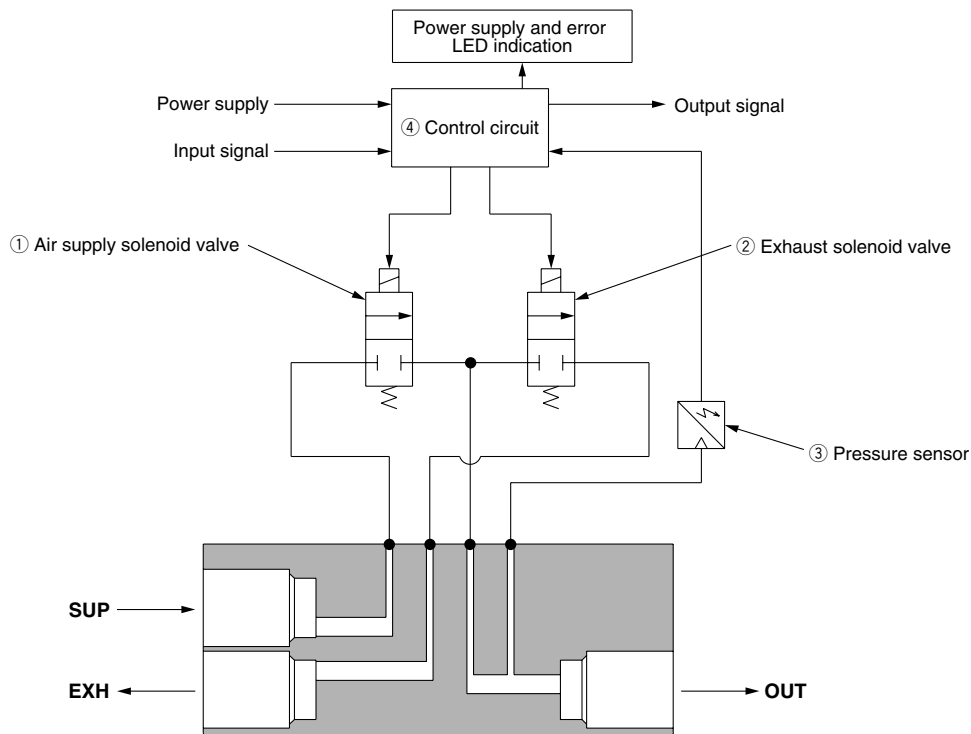 Power supply and error
LED indication
Power supply
Output signal
④ Control circuit
Input signal
① Air supply solenoid valve
② Exhaust solenoid valve
③ Pressure sensor
SUP
EXH
OUT